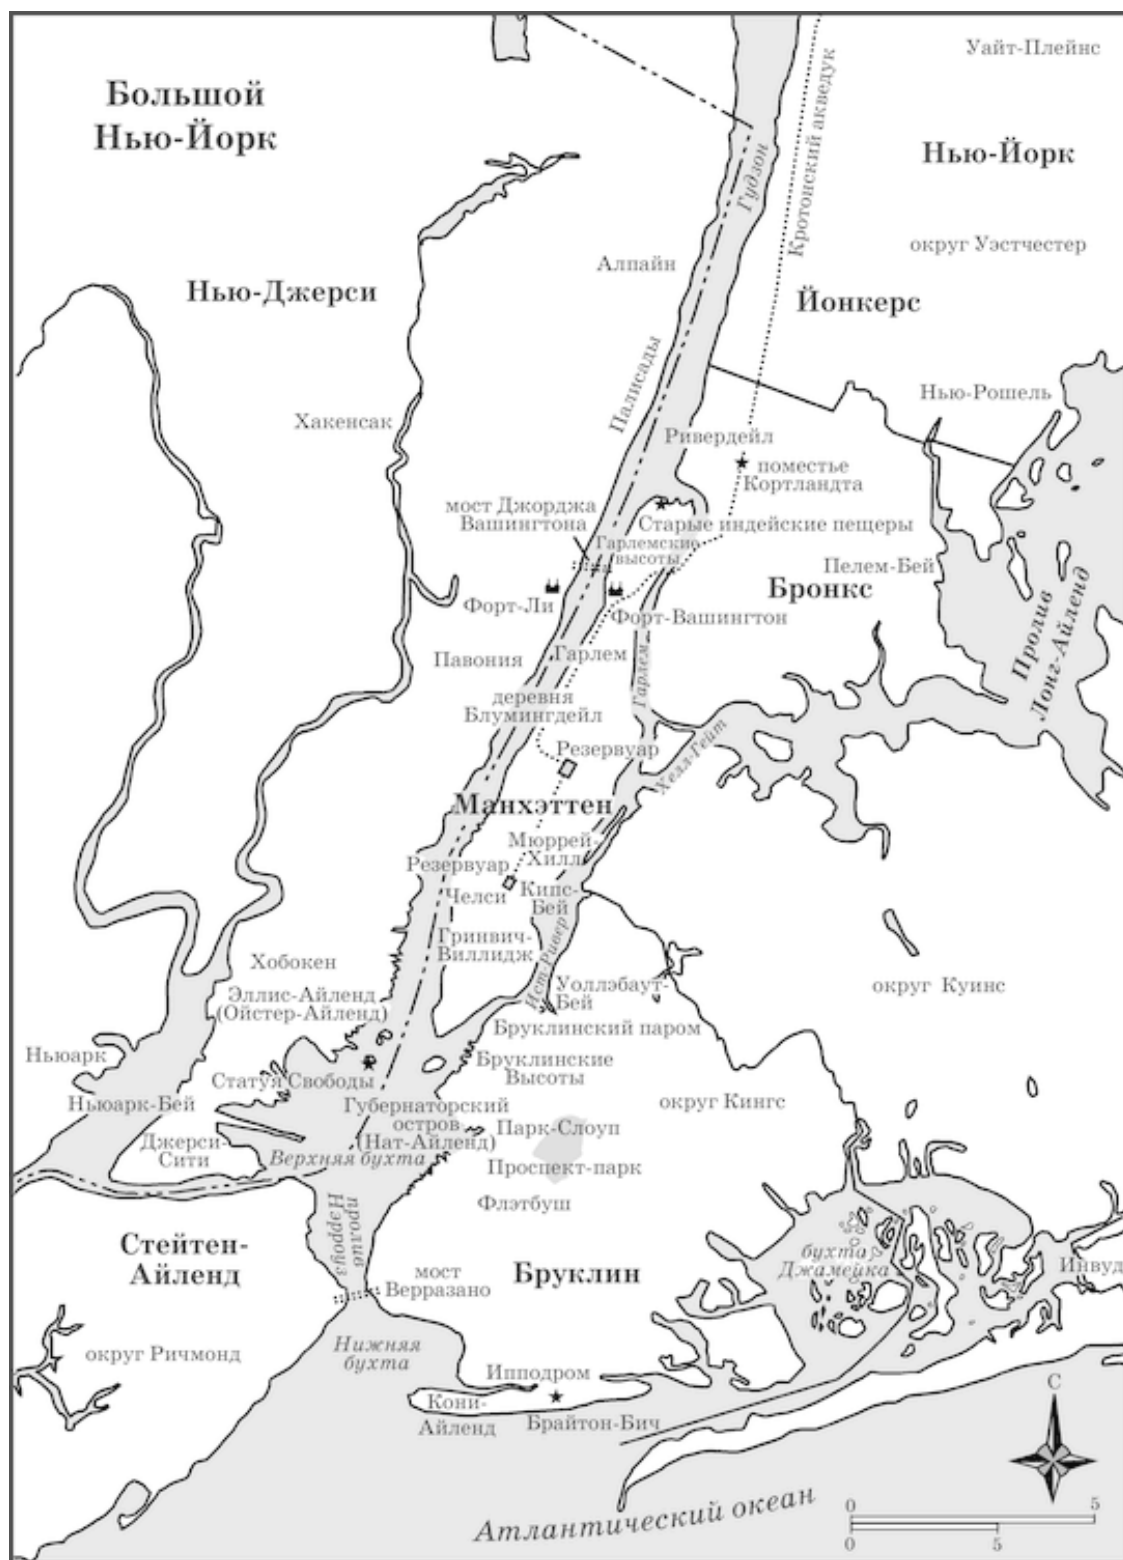 Уайт-Плейнс
Большой
Нью-Йорк
Нью-Йорк
Кротонский акведук
Гудзон
округ Уэстчестер
Алпайн
Нью-Джерси
Йонкерс
Палисады
Нью-Рошель
Хакенсак
Ривердейл
поместье
Кортландта
мост Джорджа
Вашингтона
Старые индейские пещеры
Гарлемские
высоты
Пелем-Бей
Бронкс
Форт-Ли
Форт-Вашингтон
Пролив
Лонг-Айленд
Павония
Гарлем
Гарлем
деревня
Блумингдейл
Резервуар
Хелл-Гейт
Манхэттен
Мюррей-
Хилл
Резервуар
Челси
Кипс-
Бей
Гринвич-
Виллидж
Ист-Ривер
Хобокен
Уоллэбаут-
Бей
округ Куинс
Эллис-Айленд
(Ойстер-Айленд)
Бруклинский паром
Ньюарк
Бруклинские
Высоты
Статуя Свободы
Ньюарк-Бей
Губернаторский
остров
(Нат-Айленд)
округ Кингс
Парк-Слоуп
Джерси-
Сити
Верхняя бухта
Проспект-парк
Флэтбуш
пролив
Нэрроуз
Стейтен-
Айленд
мост
Верразано
Бруклин
бухта
Джамейка
Инвуд
округ Ричмонд
Нижняя
бухта
Ипподром
Кони-
Айленд
Брайтон-Бич
С
Атлантический океан
0 5
0 5